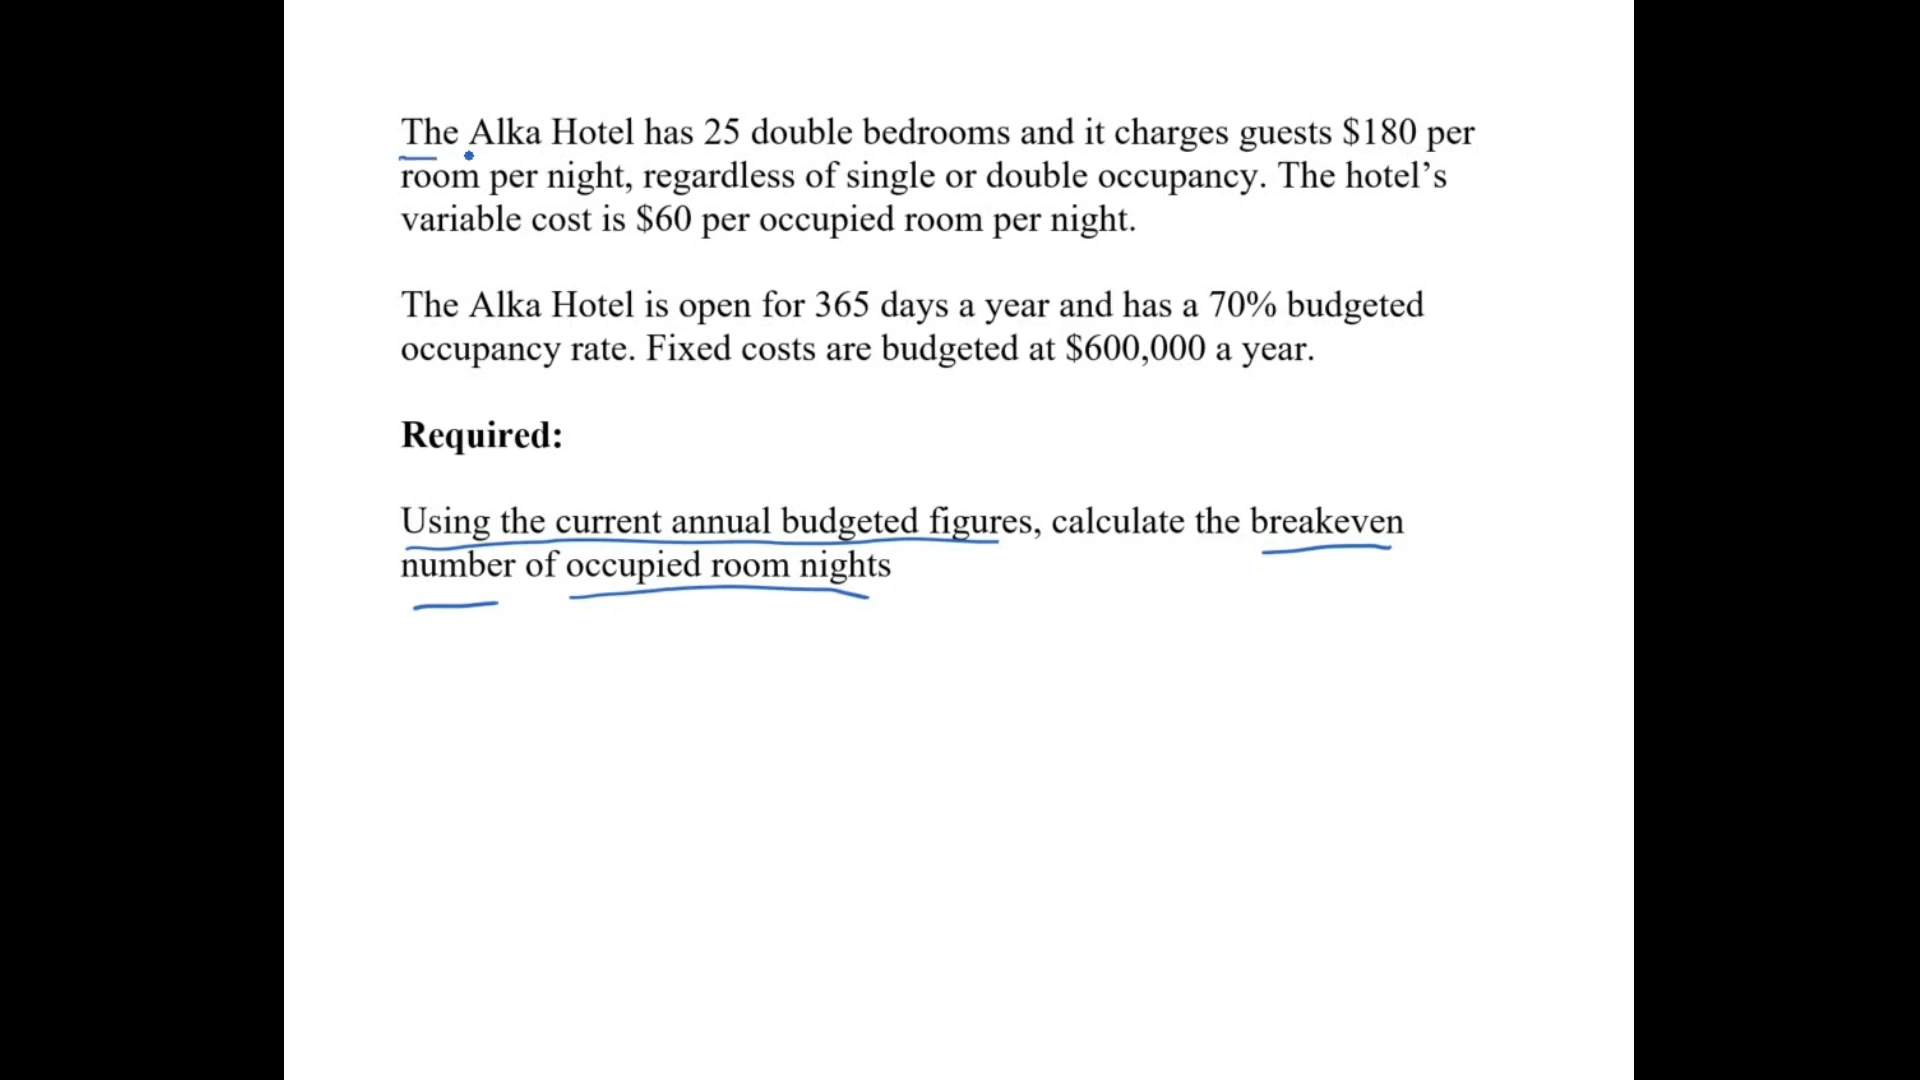 The Alka Hotel has 25 double bedrooms and it charges guests $180 per
room per night, regardless of single or double occupancy. The hotel’s
variable cost is $60 per occupied room per night.
The Alka Hotel is open for 365 days a year and has a 70% budgeted
occupancy rate. Fixed costs are budgeted at $600,000 a year.
Required:
Using the current annual budgeted figures, calculate the breakeven
number of occupied room nights